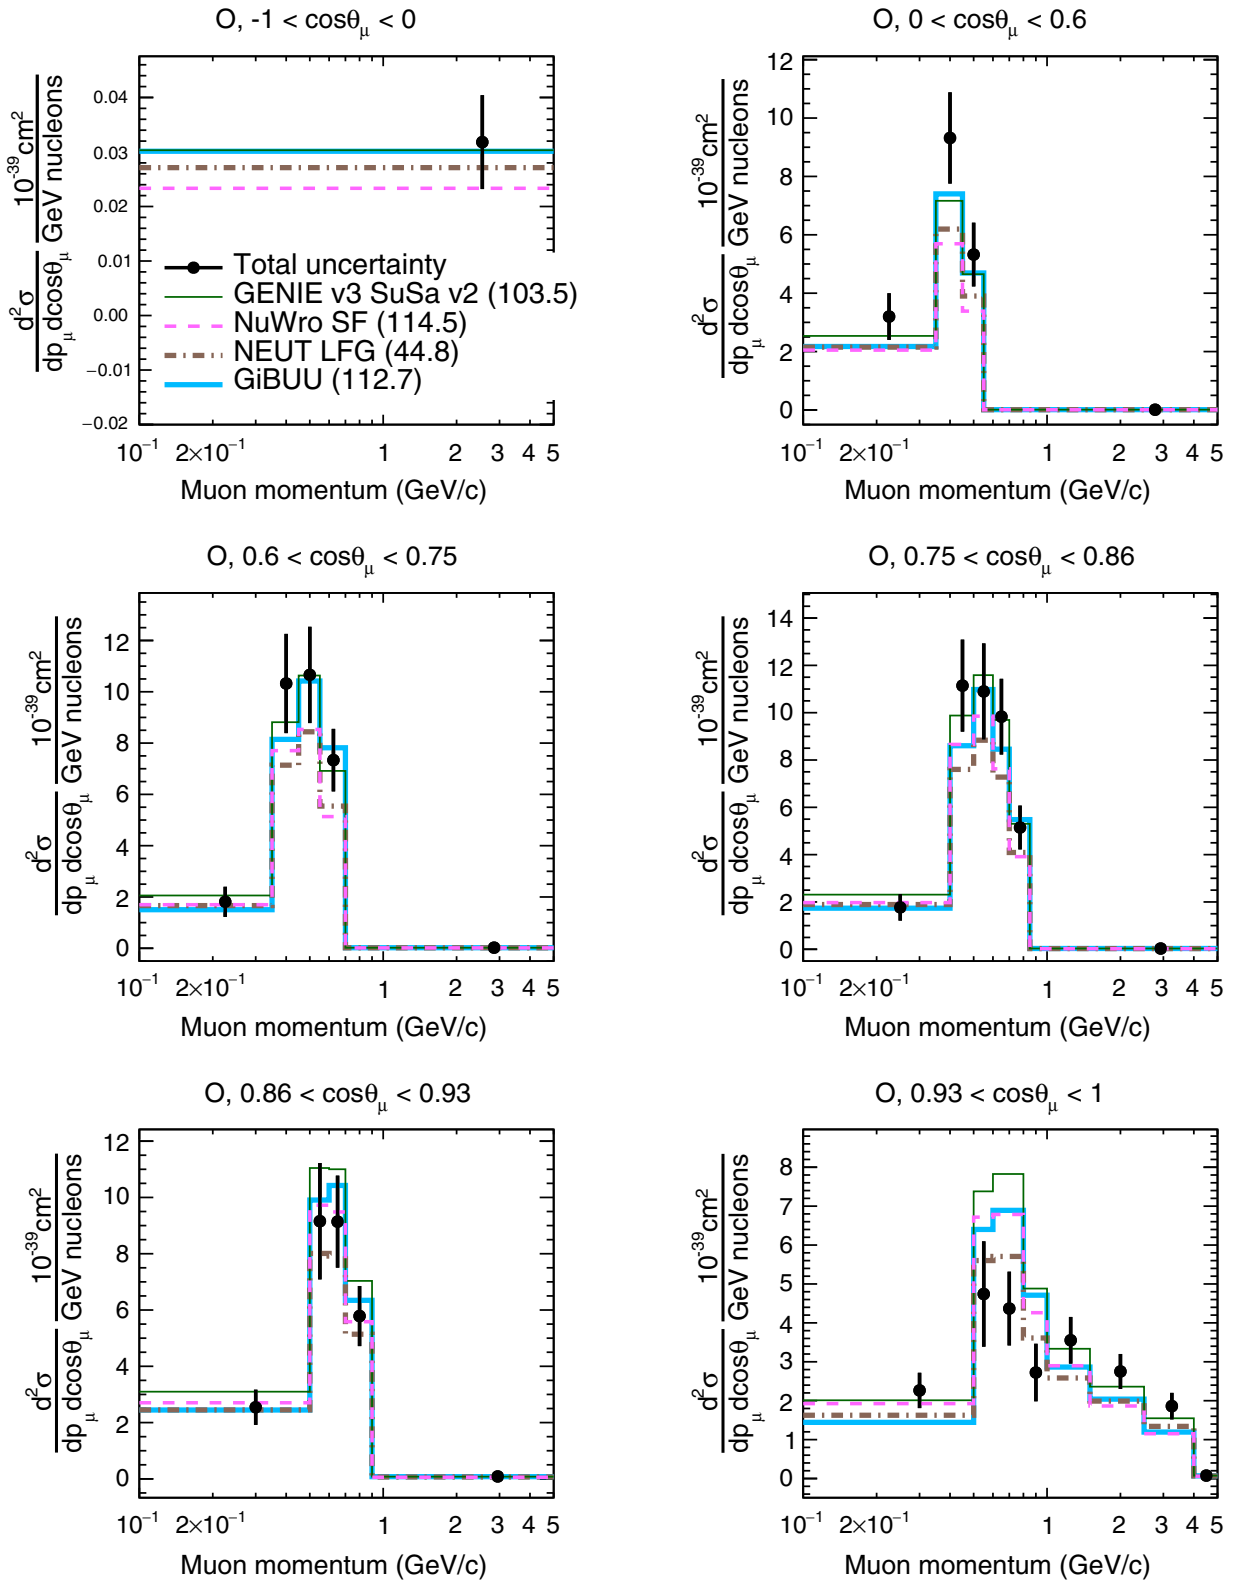 O, -1 < cosθμ < 0
d²σ / dpμ dcosθμ 10⁻³⁹cm² / GeV nucleons
0.04
0.03
0.02
0.01
0.00
−0.01
−0.02
Total uncertainty
GENIE v3 SuSa v2 (103.5)
NuWro SF (114.5)
NEUT LFG (44.8)
GiBUU (112.7)
10⁻¹ 2×10⁻¹ 1 2 3 4 5
Muon momentum (GeV/c)
O, 0 < cosθμ < 0.6
d²σ / dpμ dcosθμ 10⁻³⁹cm² / GeV nucleons
12
10
8
6
4
2
0
10⁻¹ 2×10⁻¹ 1 2 3 4 5
Muon momentum (GeV/c)
O, 0.6 < cosθμ < 0.75
d²σ / dpμ dcosθμ 10⁻³⁹cm² / GeV nucleons
12
10
8
6
4
2
0
10⁻¹ 2×10⁻¹ 1 2 3 4 5
Muon momentum (GeV/c)
O, 0.75 < cosθμ < 0.86
d²σ / dpμ dcosθμ 10⁻³⁹cm² / GeV nucleons
14
12
10
8
6
4
2
0
10⁻¹ 2×10⁻¹ 1 2 3 4 5
Muon momentum (GeV/c)
O, 0.86 < cosθμ < 0.93
d²σ / dpμ dcosθμ 10⁻³⁹cm² / GeV nucleons
12
10
8
6
4
2
0
10⁻¹ 2×10⁻¹ 1 2 3 4 5
Muon momentum (GeV/c)
O, 0.93 < cosθμ < 1
d²σ / dpμ dcosθμ 10⁻³⁹cm² / GeV nucleons
8
7
6
5
4
3
2
1
0
10⁻¹ 2×10⁻¹ 1 2 3 4 5
Muon momentum (GeV/c)